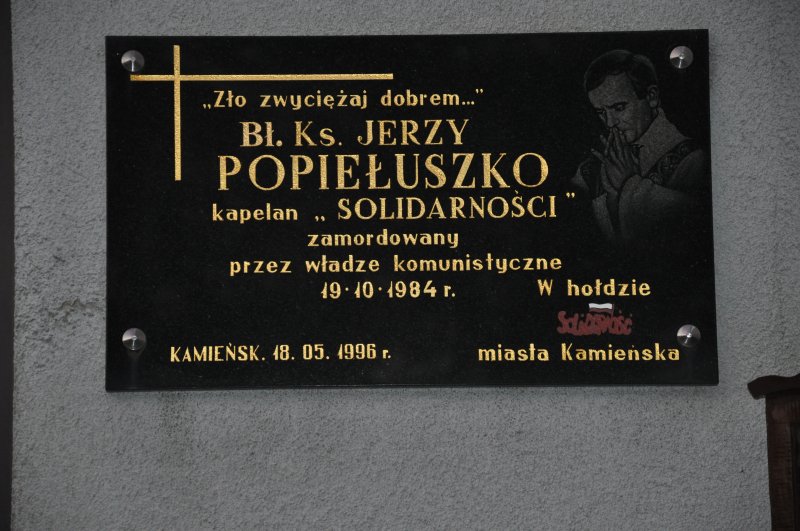 „Zło zwyciężaj dobrem..."
Bł. Ks. JERZY
POPIEŁUSZKO
kapelan „SOLIDARNOŚCI"
zamordowany
przez władze komunistyczne
19·10·1984 r.
W hołdzie
Solidarność
KAMIEŃSK. 18. 05. 1996 r.
miasta Kamieńska